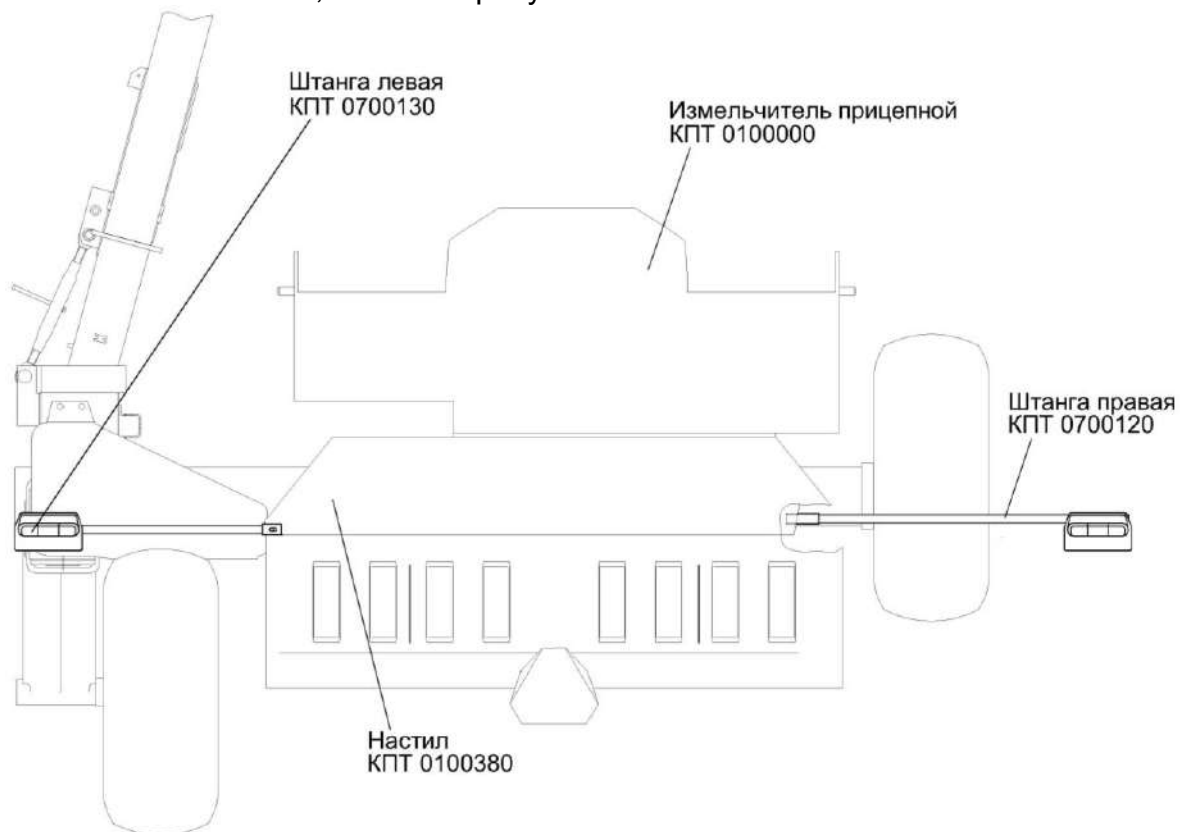 Штанга левая
КПТ 0700130
Измельчитель прицепной
КПТ 0100000
Штанга правая
КПТ 0700120
Настил
КПТ 0100380